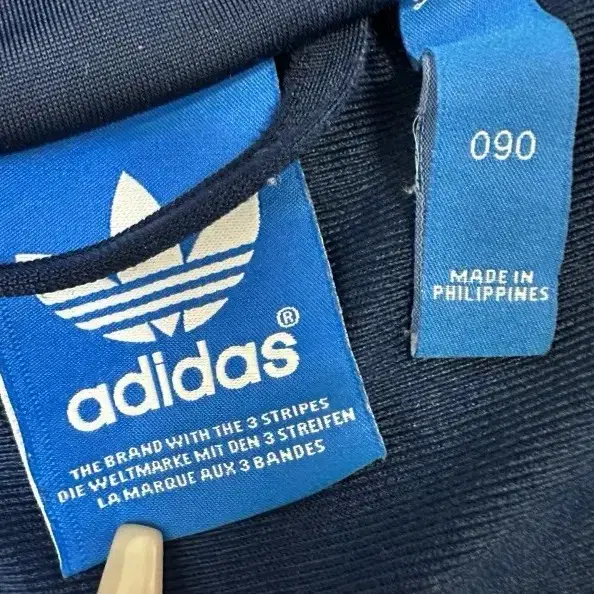 adidas®
THE BRAND WITH THE 3 STRIPES
DIE WELTMARKE MIT DEN 3 STREIFEN
LA MARQUE AUX 3 BANDES
090
MADE IN
PHILIPPINES